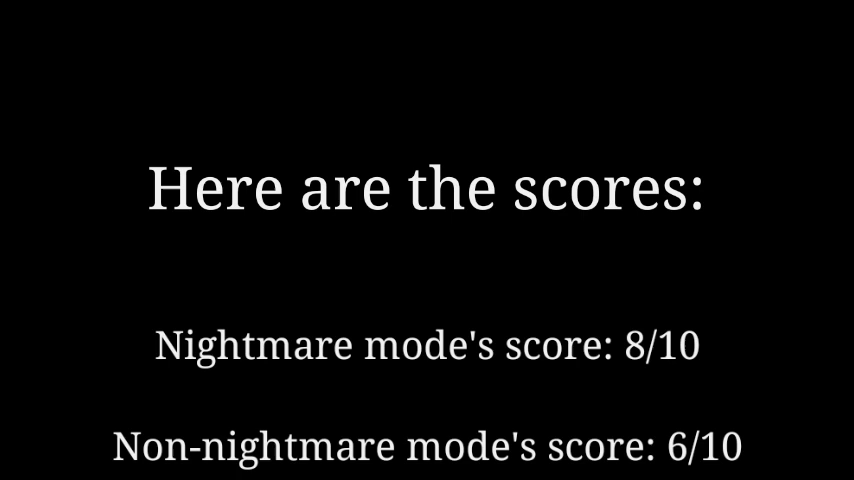 Here are the scores:
Nightmare mode's score: 8/10
Non-nightmare mode's score: 6/10